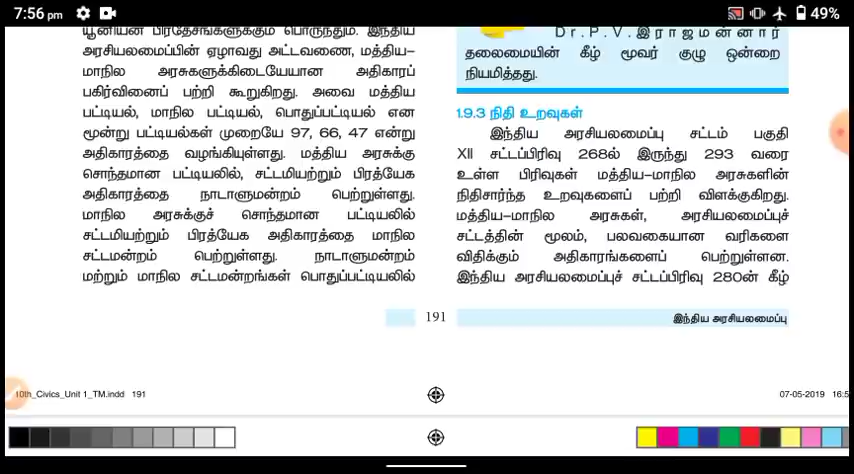 7:56 pm
49%
யூனியன் பிரதேசங்களுக்கும் பொருந்தும். இந்திய
அரசியலமைப்பின் ஏழாவது அட்டவணை, மத்திய-
மாநில அரசுகளுக்கிடையேயான அதிகாரப்
பகிர்வினைப் பற்றி கூறுகிறது. அவை மத்திய
பட்டியல், மாநில பட்டியல், பொதுப்பட்டியல் என
மூன்று பட்டியல்கள் முறையே 97, 66, 47 என்று
அதிகாரத்தை வழங்கியுள்ளது. மத்திய அரசுக்கு
சொந்தமான பட்டியலில், சட்டமியற்றும் பிரத்யேக
அதிகாரத்தை நாடாளுமன்றம் பெற்றுள்ளது.
மாநில அரசுக்குச் சொந்தமான பட்டியலில்
சட்டமியற்றும் பிரத்யேக அதிகாரத்தை மாநில
சட்டமன்றம் பெற்றுள்ளது. நாடாளுமன்றம்
மற்றும் மாநில சட்டமன்றங்கள் பொதுப்பட்டியலில்
Dr.P.V.இராஜமன்னார்
தலைமையின் கீழ் மூவர் குழு ஒன்றை
நியமித்தது.
1.9.3 நிதி உறவுகள்
இந்திய அரசியலமைப்பு சட்டம் பகுதி
XII சட்டப்பிரிவு 268ல் இருந்து 293 வரை
உள்ள பிரிவுகள் மத்திய-மாநில அரசுகளின்
நிதிசார்ந்த உறவுகளைப் பற்றி விளக்குகிறது.
மத்திய-மாநில அரசுகள், அரசியலமைப்புச்
சட்டத்தின் மூலம், பலவகையான வரிகளை
விதிக்கும் அதிகாரங்களைப் பெற்றுள்ளன.
இந்திய அரசியலமைப்புச் சட்டப்பிரிவு 280ன் கீழ்
191
இந்திய அரசியலமைப்பு
10th_Civics_Unit 1_TM.indd 191
07-05-2019 16:5